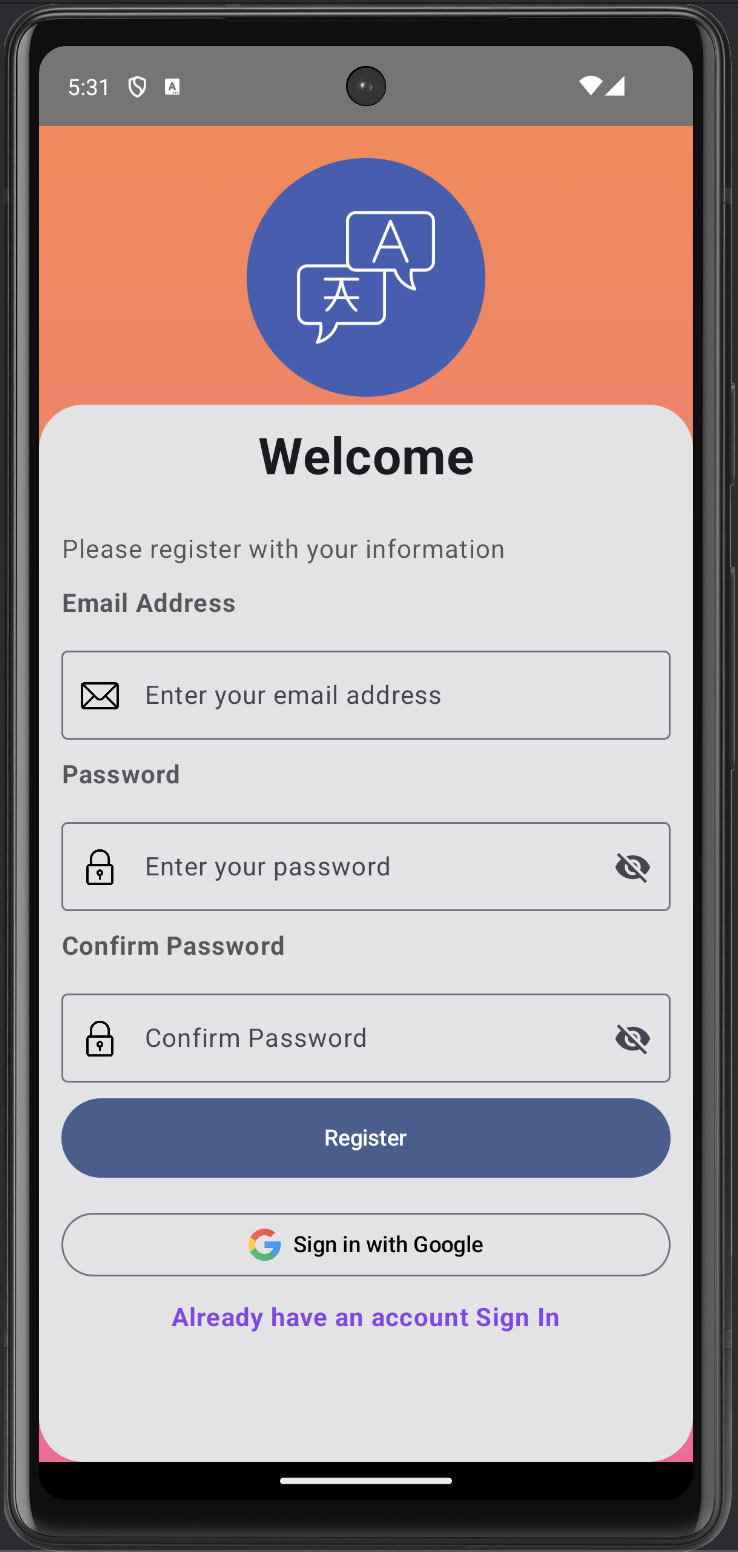 5:31
A
A
文
Welcome
Please register with your information
Email Address
Enter your email address
Password
Enter your password
Confirm Password
Confirm Password
Register
Sign in with Google
Already have an account Sign In